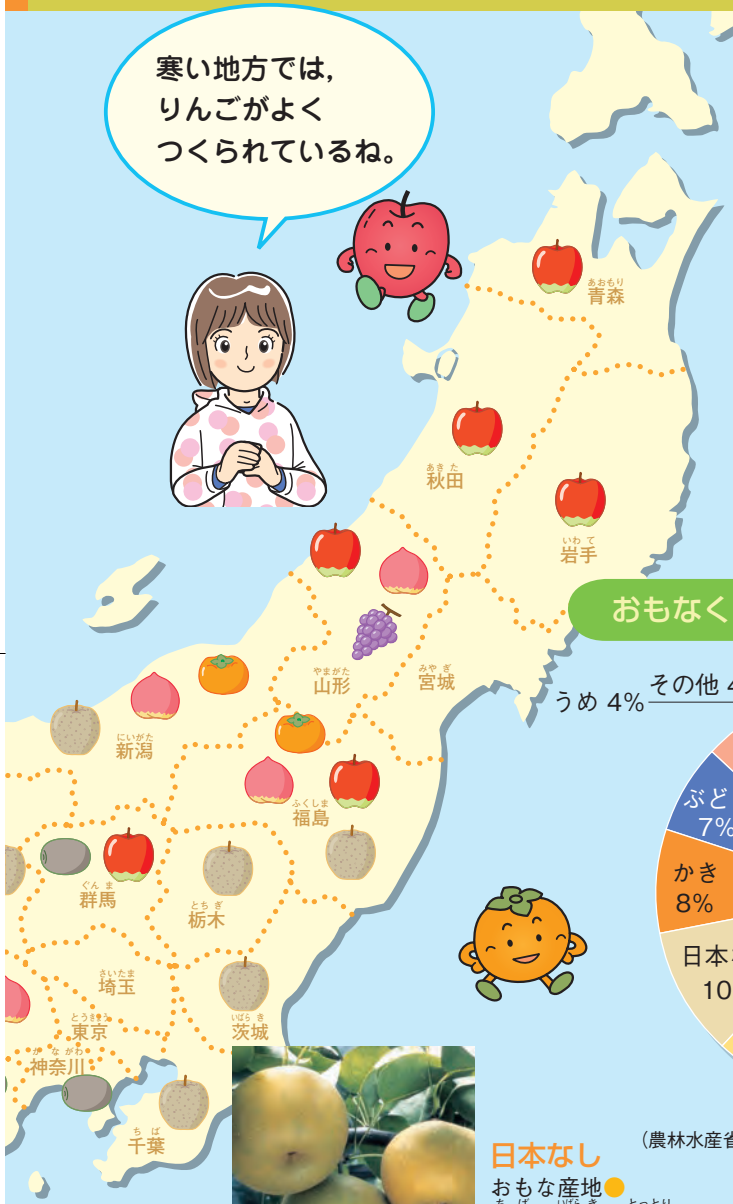 寒い地方では,
りんごがよく
つくられているね。
あおもり
青森
あきた
秋田
いわて
岩手
おもなく
やまがた
山形
みやぎ
宮城
うめ 4%
その他 4
にいがた
新潟
ふくしま
福島
ぶど
7%
かき
8%
日本な
10
ぐんま
群馬
とちぎ
栃木
さいたま
埼玉
とうきょう
東京
いばらき
茨城
かながわ
神奈川
ちば
千葉
(農林水産省
日本なし
おもな産地●